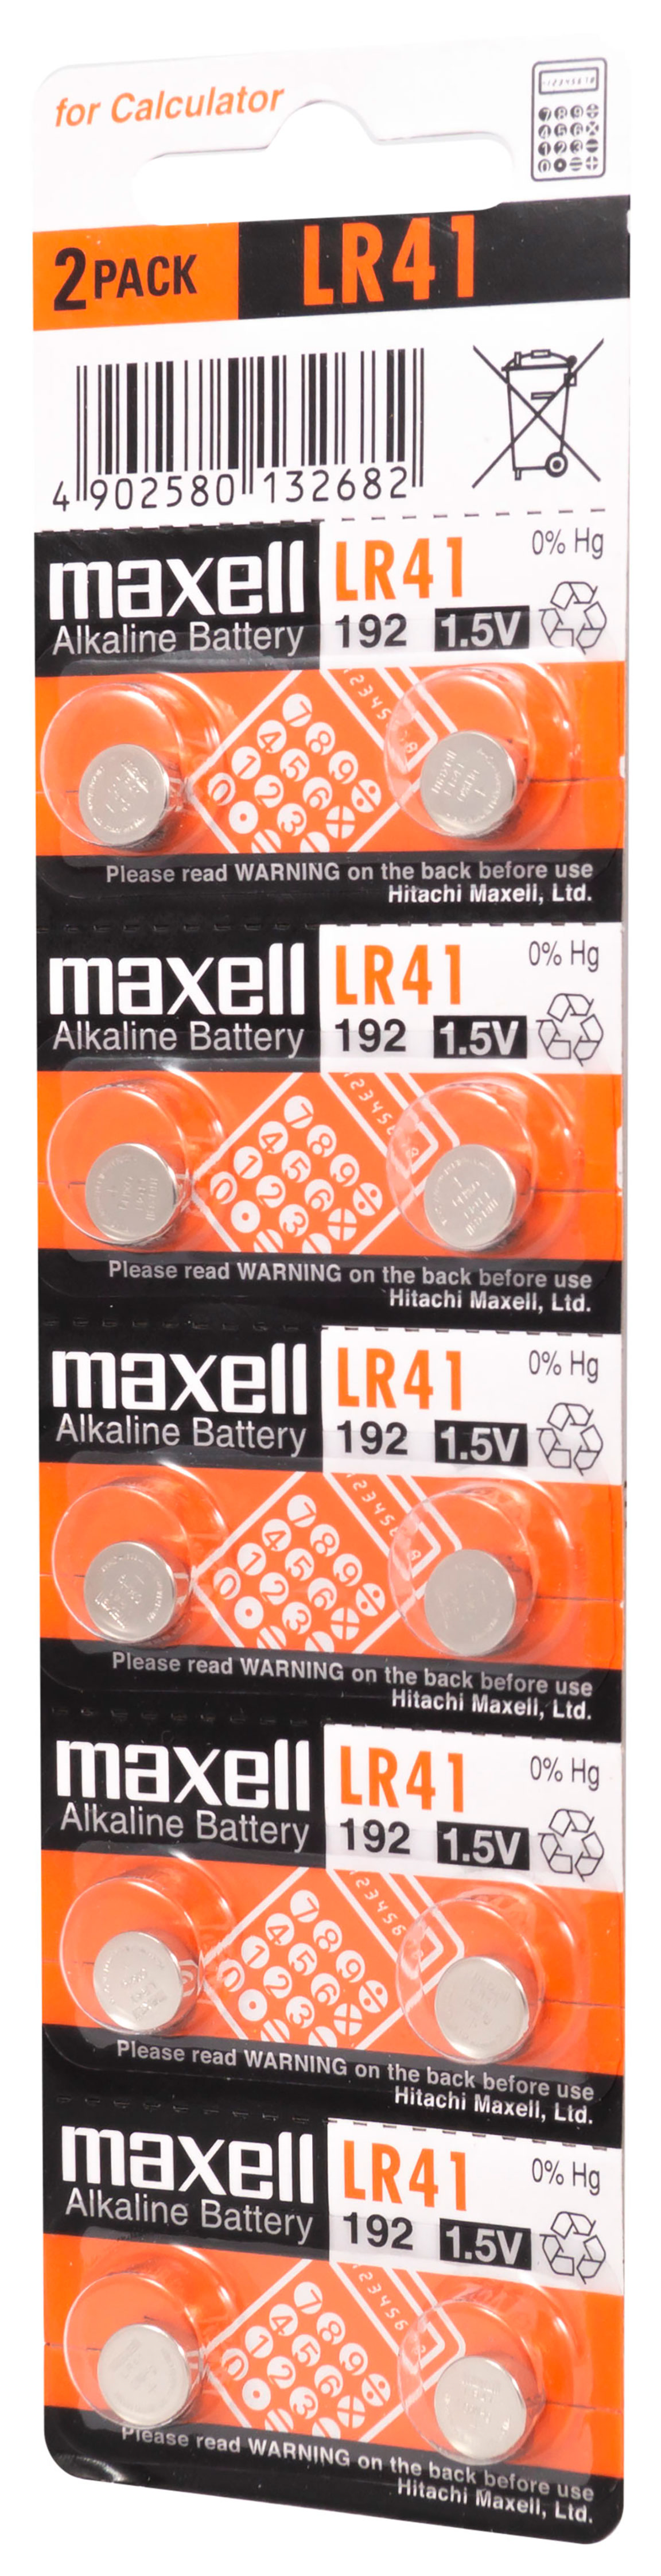 for Calculator
2 PACK LR41
4 902580 132682
maxell LR41 0% Hg
Alkaline Battery 192 1.5V
Please read WARNING on the back before use
Hitachi Maxell, Ltd.
maxell LR41 0% Hg
Alkaline Battery 192 1.5V
Please read WARNING on the back before use
Hitachi Maxell, Ltd.
maxell LR41 0% Hg
Alkaline Battery 192 1.5V
Please read WARNING on the back before use
Hitachi Maxell, Ltd.
maxell LR41 0% Hg
Alkaline Battery 192 1.5V
Please read WARNING on the back before use
Hitachi Maxell, Ltd.
maxell LR41 0% Hg
Alkaline Battery 192 1.5V
Please read WARNING on the back before use
Hitachi Maxell, Ltd.